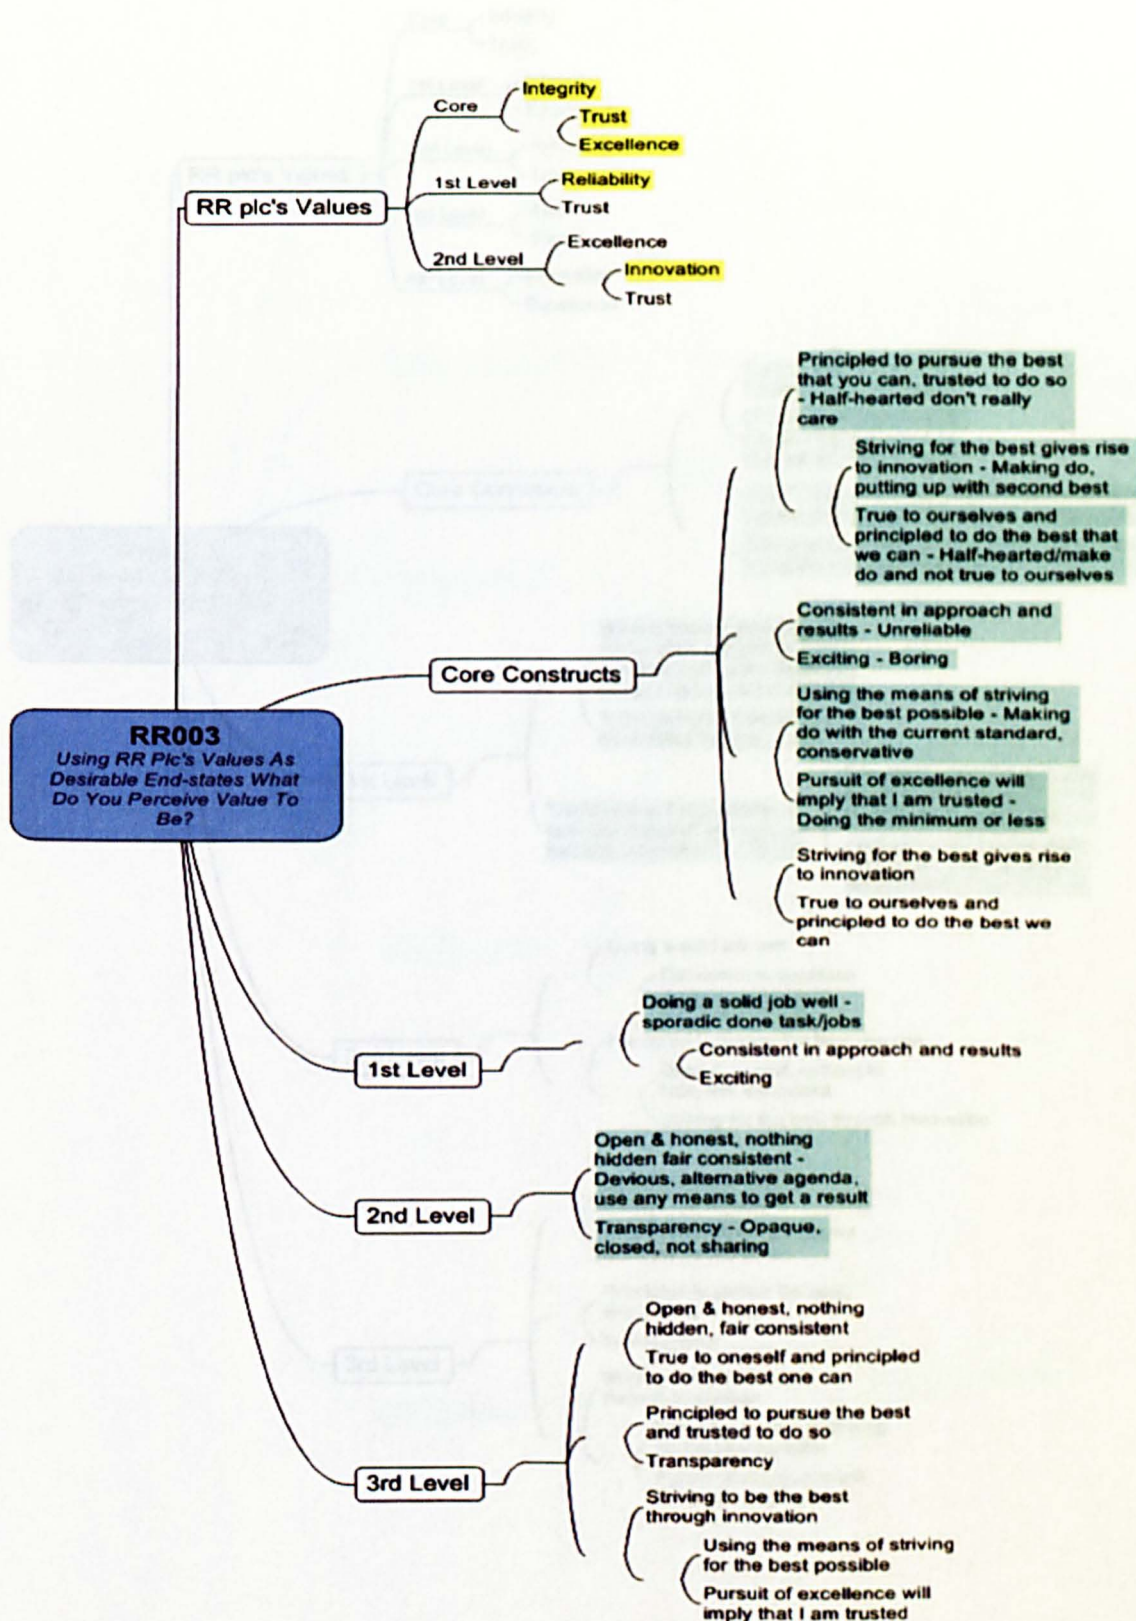 Integrity
Core
Trust
Excellence
Reliability
1st Level
RR plc's Values
Trust
Excellence
2nd Level
Innovation
Trust
Principled to pursue the best
that you can, trusted to do so
- Half-hearted don't really
care
Striving for the best gives rise
to innovation - Making do,
putting up with second best
True to ourselves and
principled to do the best that
we can - Half-hearted/make
do and not true to ourselves
Consistent in approach and
results - Unreliable
Exciting - Boring
Core Constructs
Using the means of striving
for the best possible - Making
do with the current standard,
conservative
Pursuit of excellence will
imply that I am trusted -
Doing the minimum or less
RR003
Using RR Plc's Values As
Desirable End-states What
Do You Perceive Value To
Be?
Striving for the best gives rise
to innovation
True to ourselves and
principled to do the best we
can
Doing a solid job well -
sporadic done task/jobs
1st Level
Consistent in approach and results
Exciting
Open & honest, nothing
hidden fair consistent -
Devious, alternative agenda,
use any means to get a result
2nd Level
Transparency - Opaque,
closed, not sharing
Open & honest, nothing
hidden, fair consistent
True to oneself and principled
to do the best one can
Principled to pursue the best
and trusted to do so
Transparency
3rd Level
Striving to be the best
through innovation
Using the means of striving
for the best possible
Pursuit of excellence will
imply that I am trusted